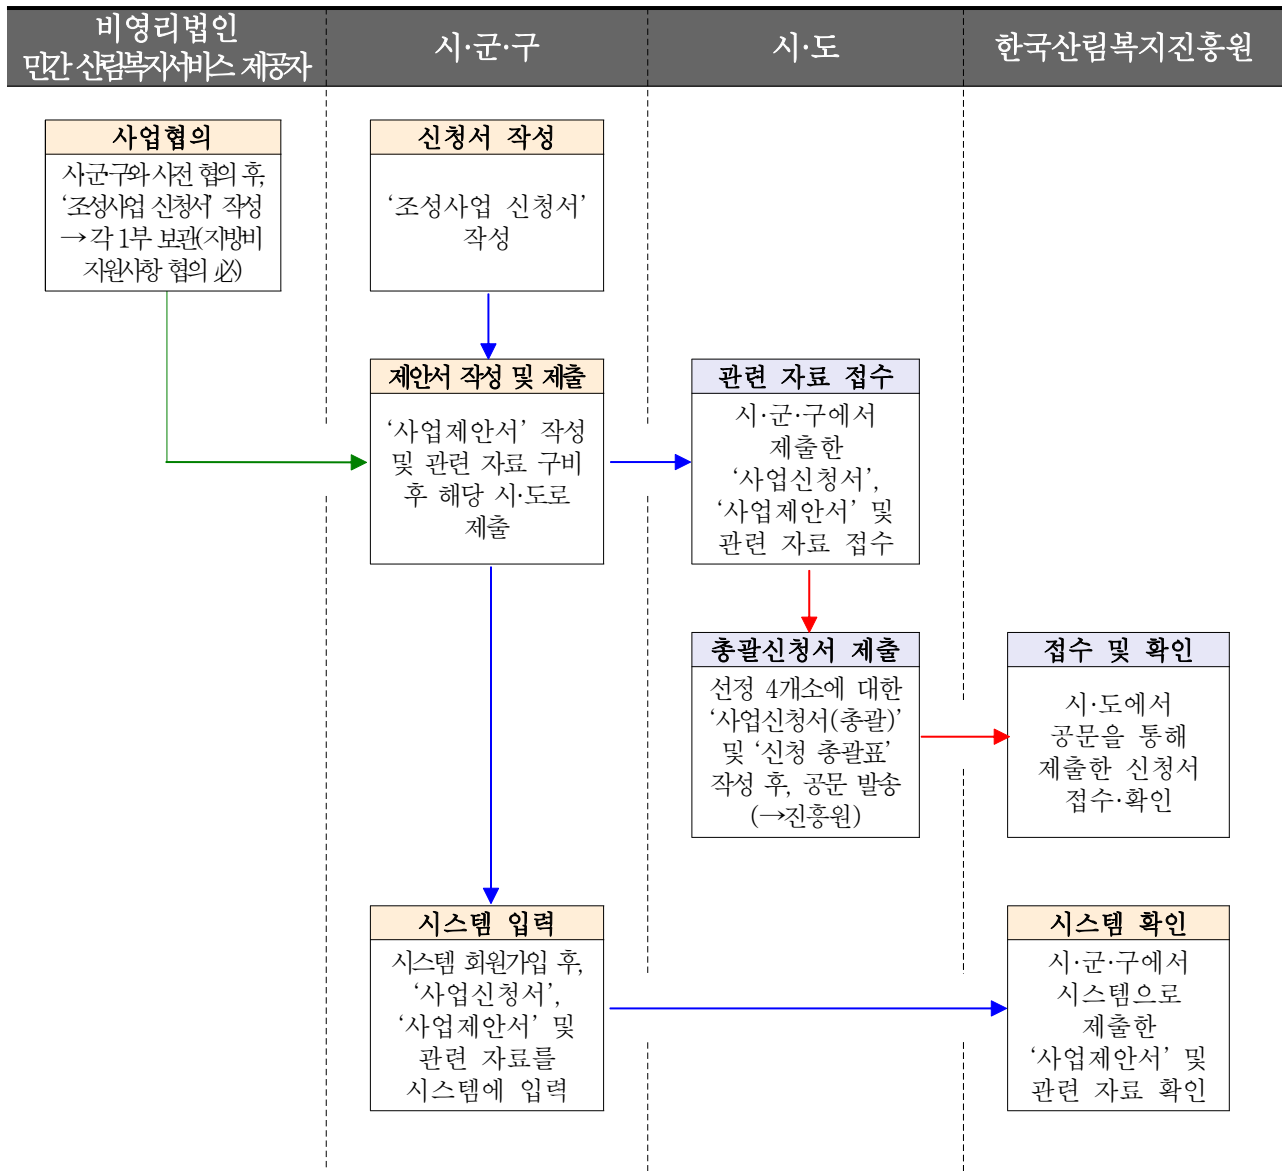 비영리법인
민간 산림복지서비스 제공자
시·군·구
시·도
한국산림복지진흥원
사업협의
시·군·구와 사전 협의 후,
‘조성사업 신청서’ 작성
→ 각 1부 보관(지방비
지원사항 협의 必)
신청서 작성
‘조성사업 신청서’
작성
제안서 작성 및 제출
‘사업제안서’ 작성
및 관련 자료 구비
후 해당 시·도로
제출
관련 자료 접수
시·군·구에서
제출한
‘사업신청서’,
‘사업제안서’ 및
관련 자료 접수
총괄신청서 제출
선정 4개소에 대한
‘사업신청서(총괄)’
및 ‘신청 총괄표’
작성 후, 공문 발송
(→진흥원)
접수 및 확인
시·도에서
공문을 통해
제출한 신청서
접수·확인
시스템 입력
시스템 회원가입 후,
‘사업신청서’,
‘사업제안서’ 및
관련 자료를
시스템에 입력
시스템 확인
시·군·구에서
시스템으로
제출한
‘사업제안서’ 및
관련 자료 확인